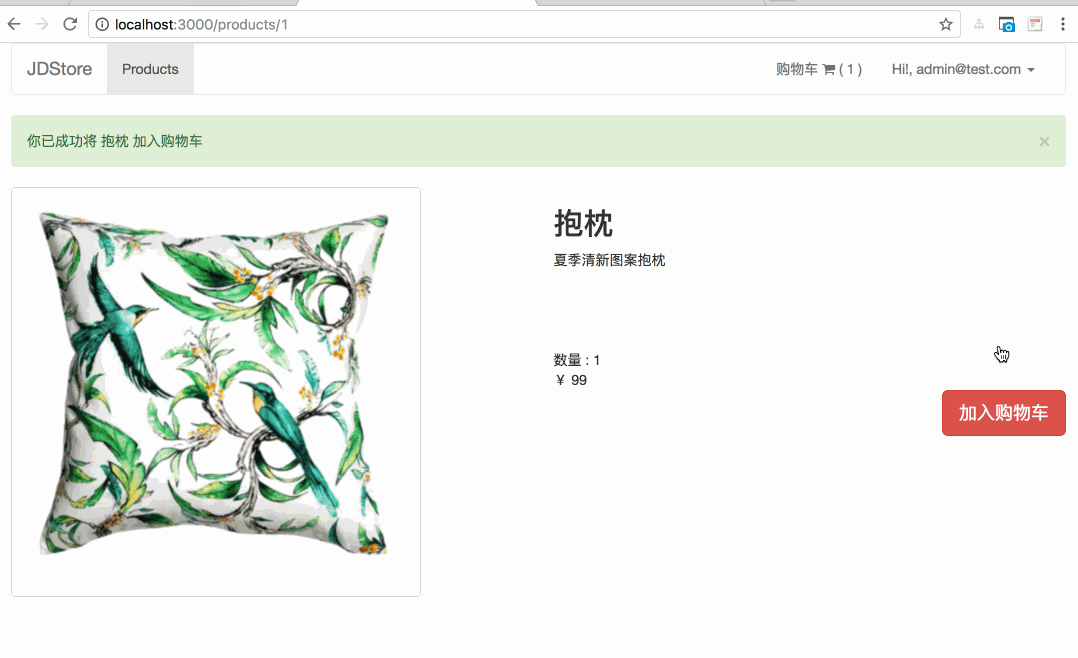 localhost:3000/products/1
JDStore Products 购物车 ( 1 ) Hi!, admin@test.com
你已成功将 抱枕 加入购物车 ×
抱枕
夏季清新图案抱枕
数量 : 1
￥ 99
加入购物车